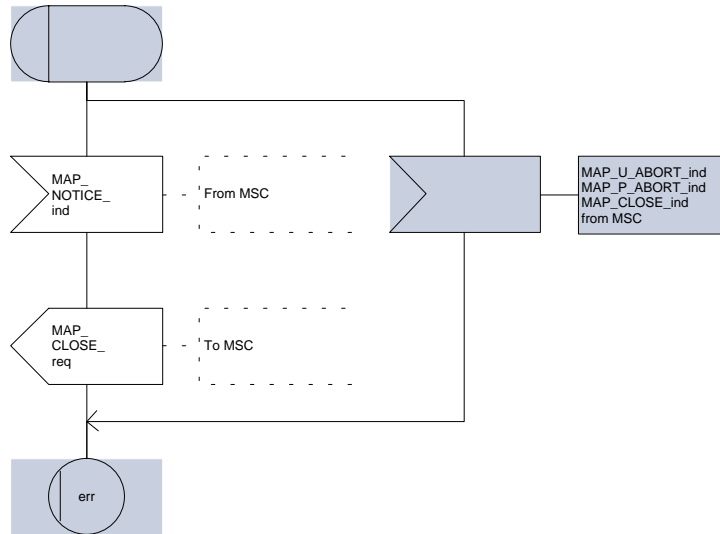 MAP_
NOTICE_
ind
From MSC
MAP_U_ABORT_ind
MAP_P_ABORT_ind
MAP_CLOSE_ind
from MSC
MAP_
CLOSE_
req
To MSC
err